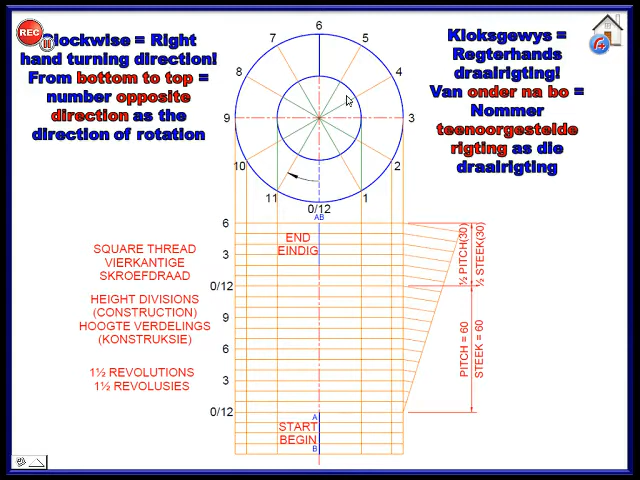 REC
Clockwise = Right
hand turning direction!
From bottom to top =
number opposite
direction as the
direction of rotation
Kloksgewys =
Regterhands
draairigting!
Van onder na bo =
Nommer
teenoorgestelde
rigting as die
draairigting
6
7
5
8
4
9
3
10
2
11
1
0/12
AB
6
END
EINDIG
3
0/12
9
6
3
0/12
A
START
BEGIN
B
SQUARE THREAD
VIERKANTIGE
SKROEFDRAAD
HEIGHT DIVISIONS
(CONSTRUCTION)
HOOGTE VERDELINGS
(KONSTRUKSIE)
1½ REVOLUTIONS
1½ REVOLUSIES
½ PITCH(30)
½ STEEK(30)
PITCH = 60
STEEK = 60